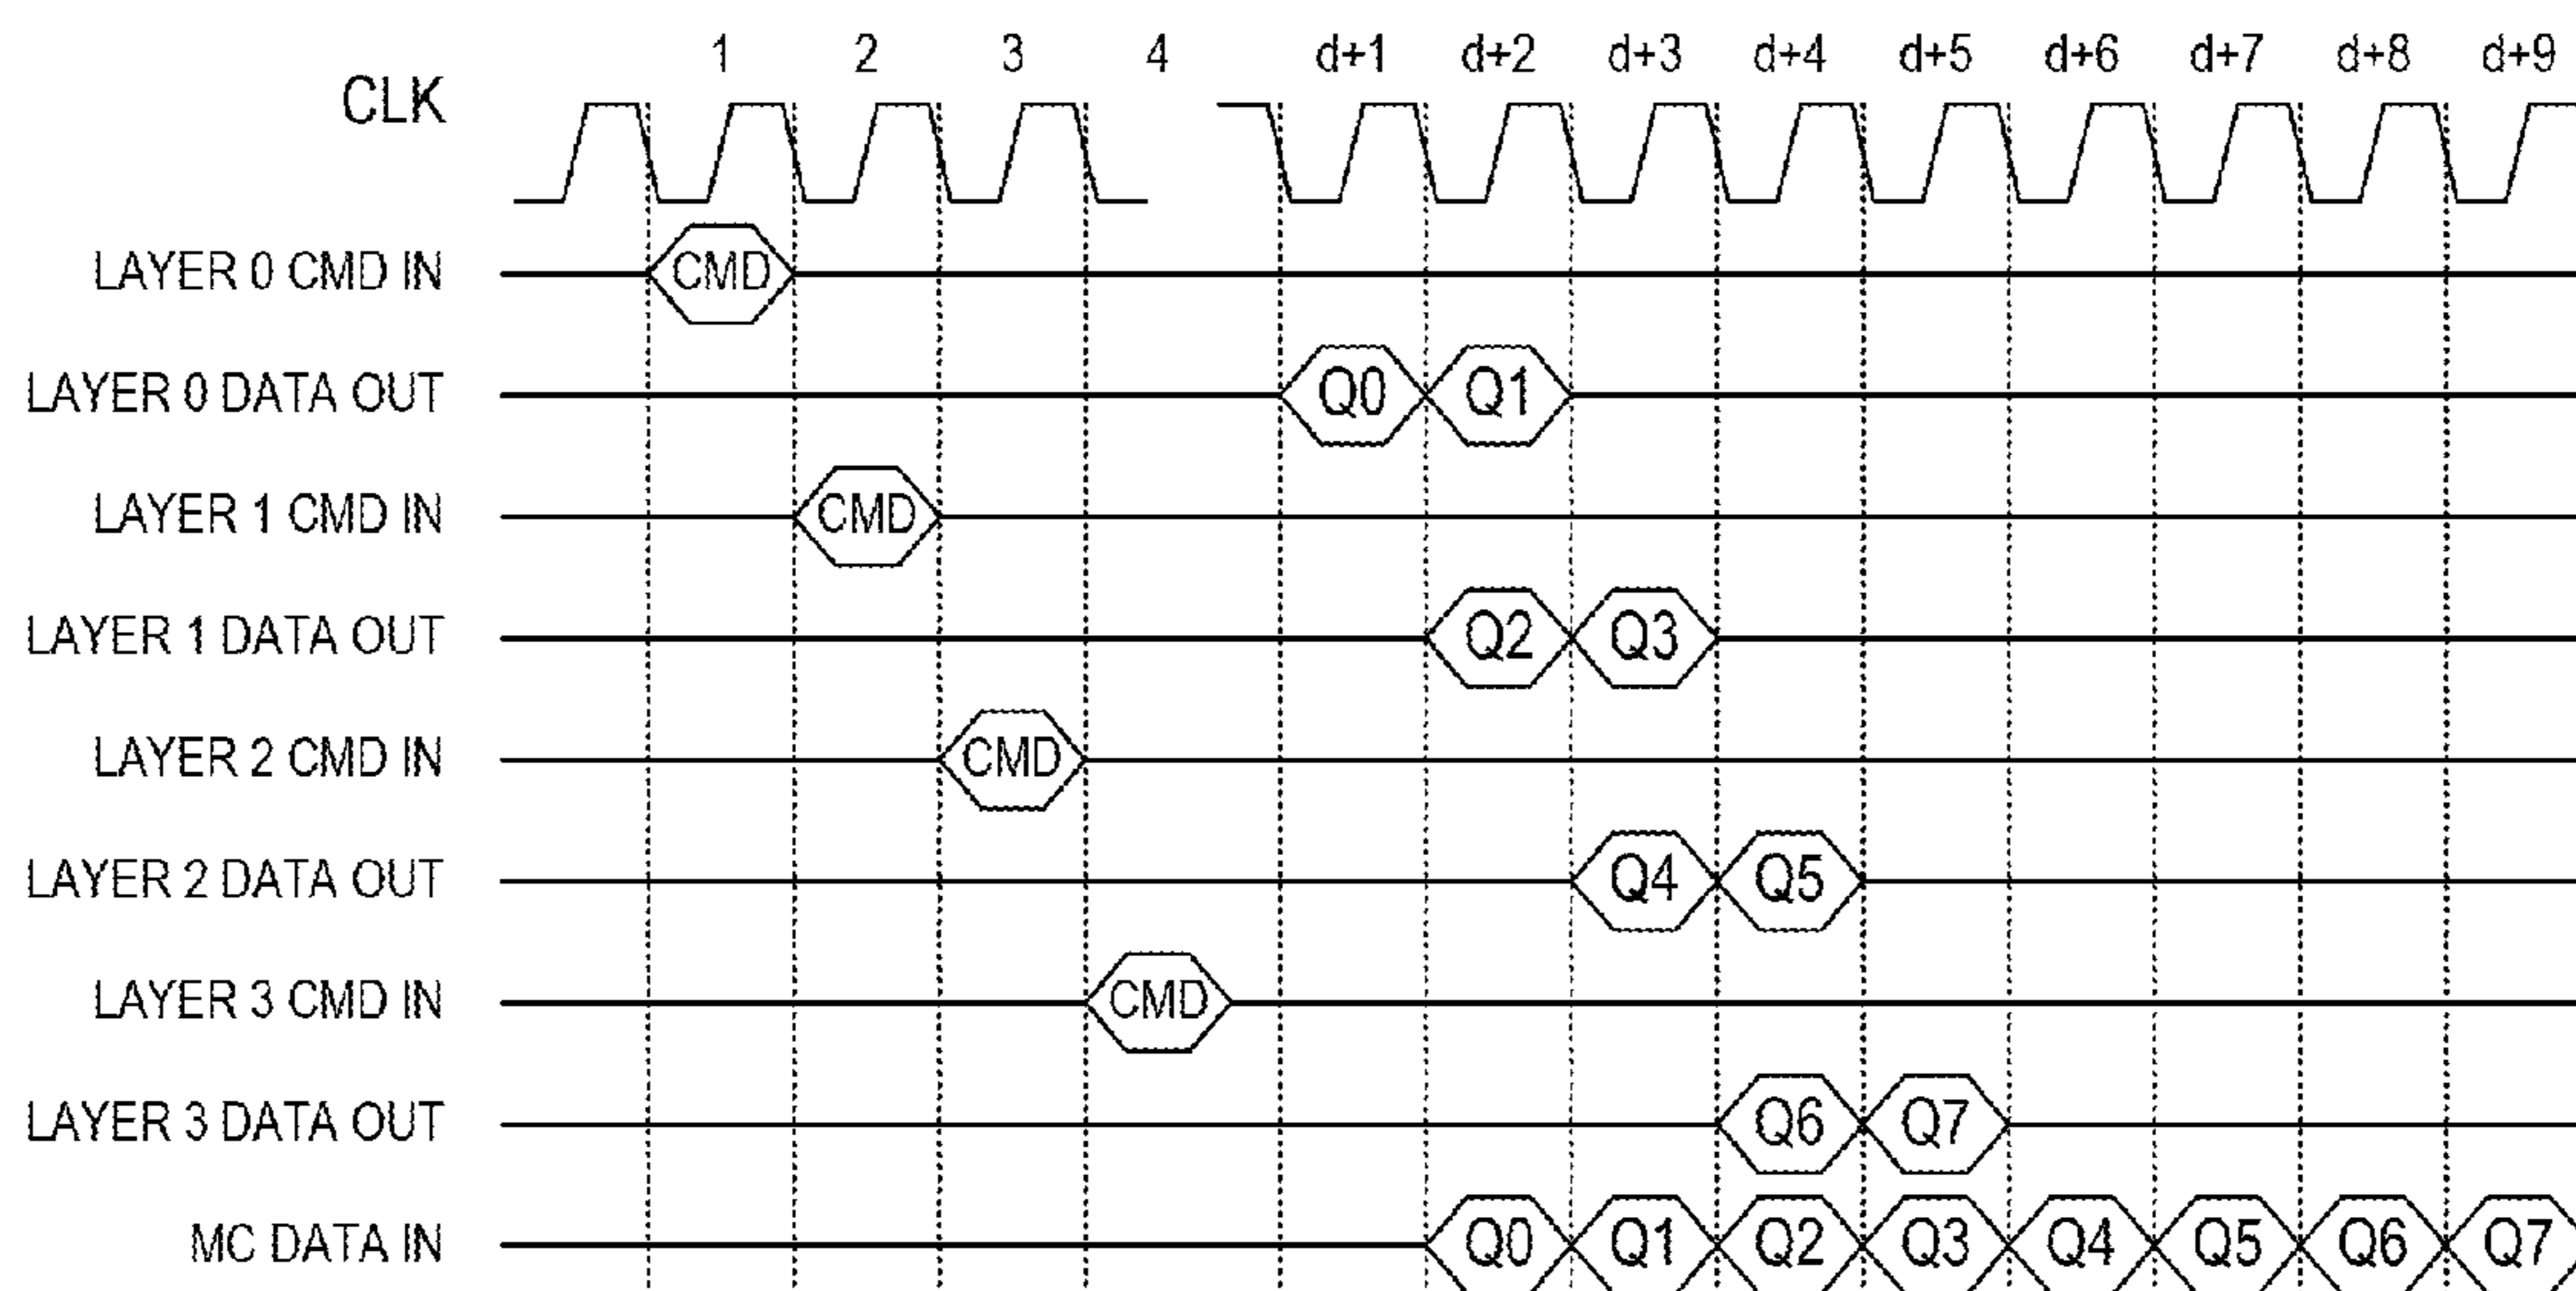 1 2 3 4 d+1 d+2 d+3 d+4 d+5 d+6 d+7 d+8 d+9
CLK
LAYER 0 CMD IN CMD
LAYER 0 DATA OUT Q0 Q1
LAYER 1 CMD IN CMD
LAYER 1 DATA OUT Q2 Q3
LAYER 2 CMD IN CMD
LAYER 2 DATA OUT Q4 Q5
LAYER 3 CMD IN CMD
LAYER 3 DATA OUT Q6 Q7
MC DATA IN Q0 Q1 Q2 Q3 Q4 Q5 Q6 Q7